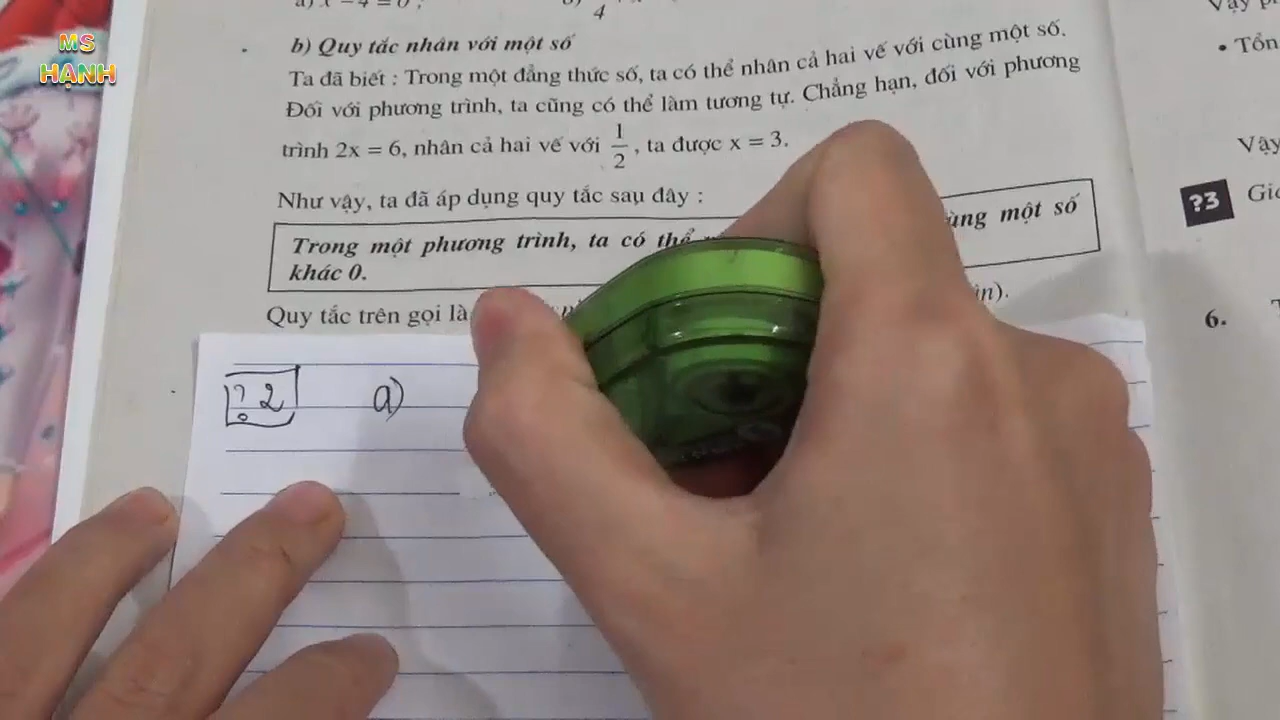 MS
HẠNH
a) x – 4 = 0 ;
4
b) Quy tắc nhân với một số
Ta đã biết : Trong một đẳng thức số, ta có thể nhân cả hai vế với cùng một số.
Đối với phương trình, ta cũng có thể làm tương tự. Chẳng hạn, đối với phương
trình 2x = 6, nhân cả hai vế với 1/2, ta được x = 3.
Như vậy, ta đã áp dụng quy tắc sau đây :
Trong một phương trình, ta có thể một số
khác 0.
Quy tắc trên gọi là
?2 a)
• Tổn
Vậy
?3 Giả
6.